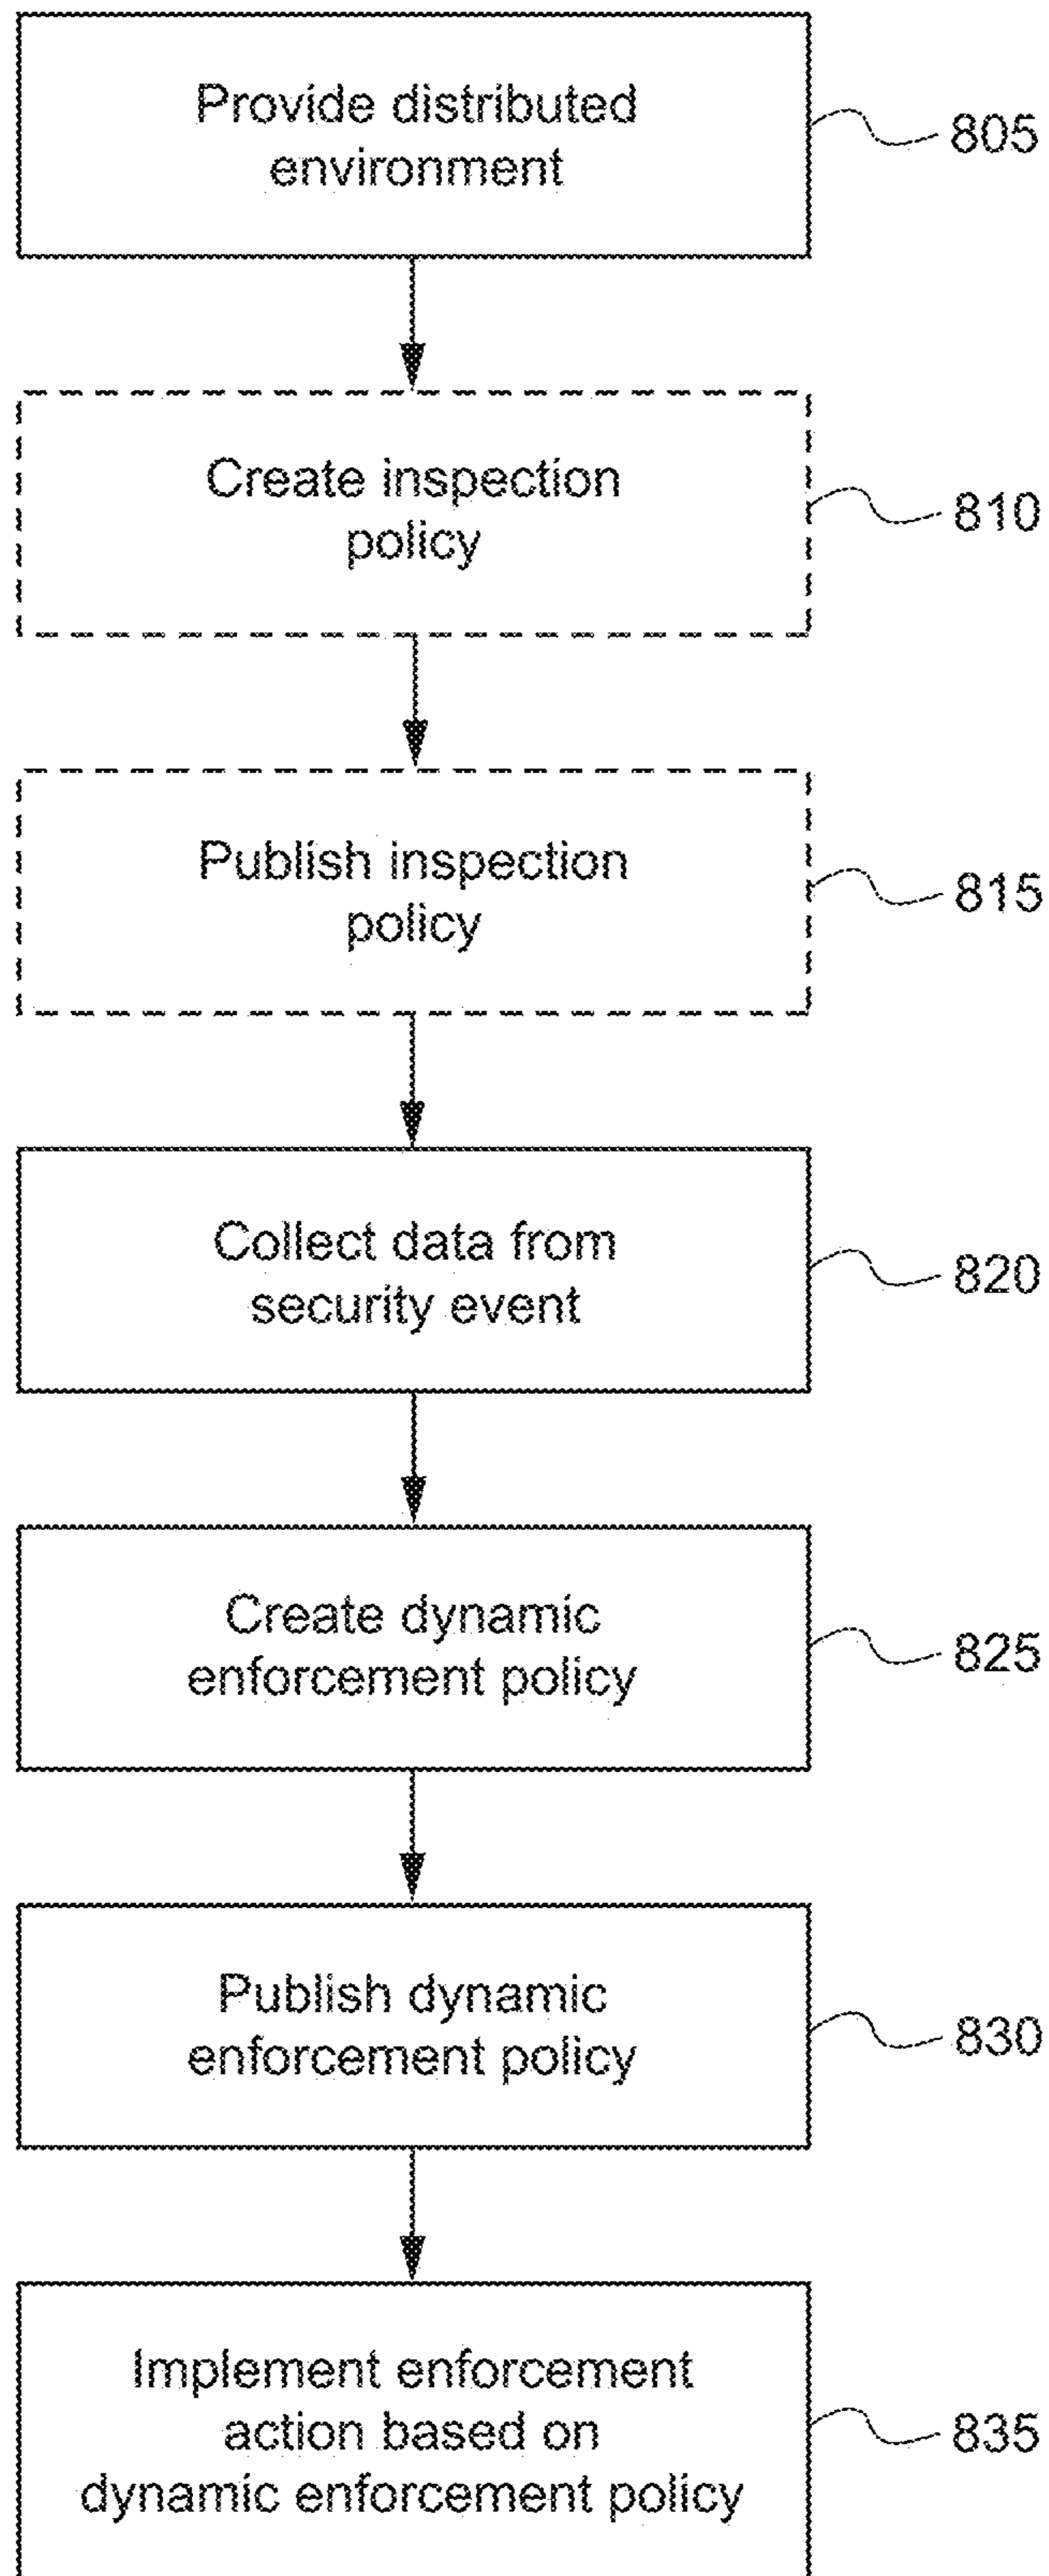 Provide distributed
environment
805
Create inspection
policy
810
Publish inspection
policy
815
Collect data from
security event
820
Create dynamic
enforcement policy
825
Publish dynamic
enforcement policy
830
Implement enforcement
action based on
dynamic enforcement policy
835